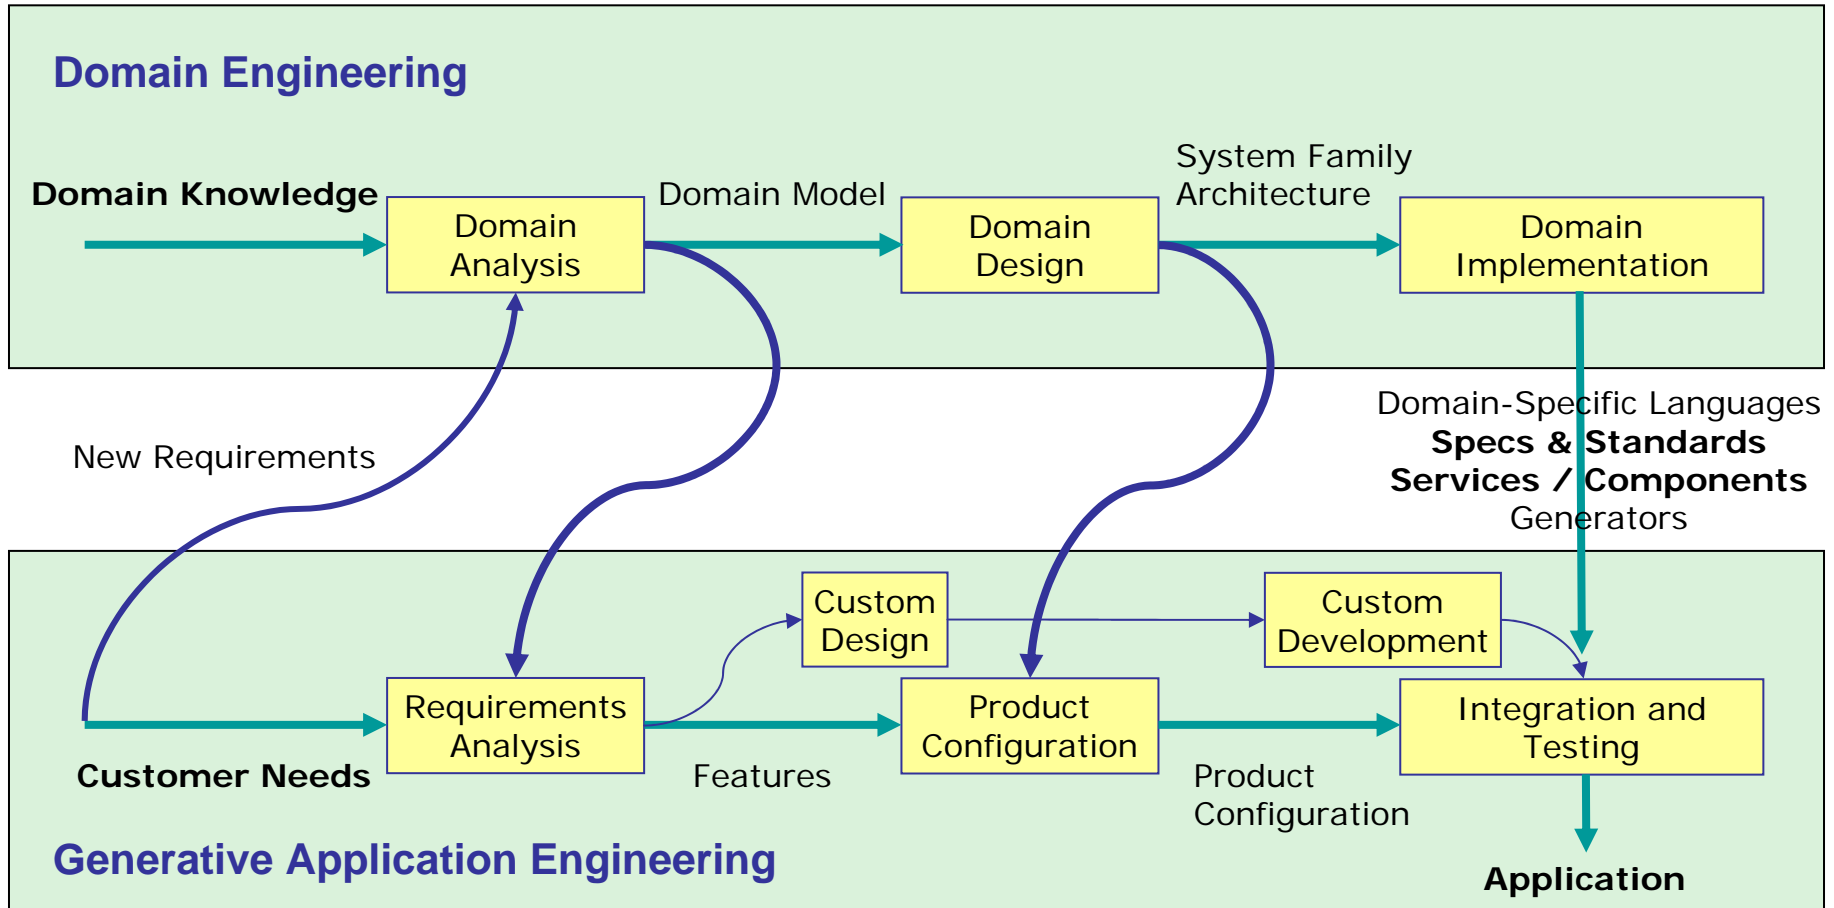 Domain Engineering
System Family
Architecture
Domain Knowledge
Domain Model
Domain
Analysis
Domain
Design
Domain
Implementation
Domain-Specific Languages
Specs & Standards
Services / Components
Generators
New Requirements
Custom
Design
Custom
Development
Requirements
Analysis
Product
Configuration
Integration and
Testing
Customer Needs
Features
Product
Configuration
Generative Application Engineering
Application